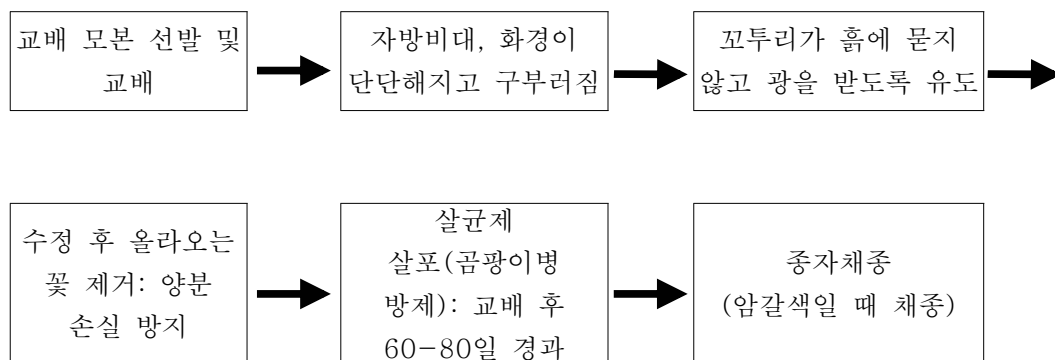 교배 모본 선발 및
교배
자방비대, 화경이
단단해지고 구부러짐
꼬투리가 흙에 묻지
않고 광을 받도록 유도
수정 후 올라오는
꽃 제거: 양분
손실 방지
살균제
살포(곰팡이병
방제): 교배 후
60-80일 경과
종자채종
(암갈색일 때 채종)